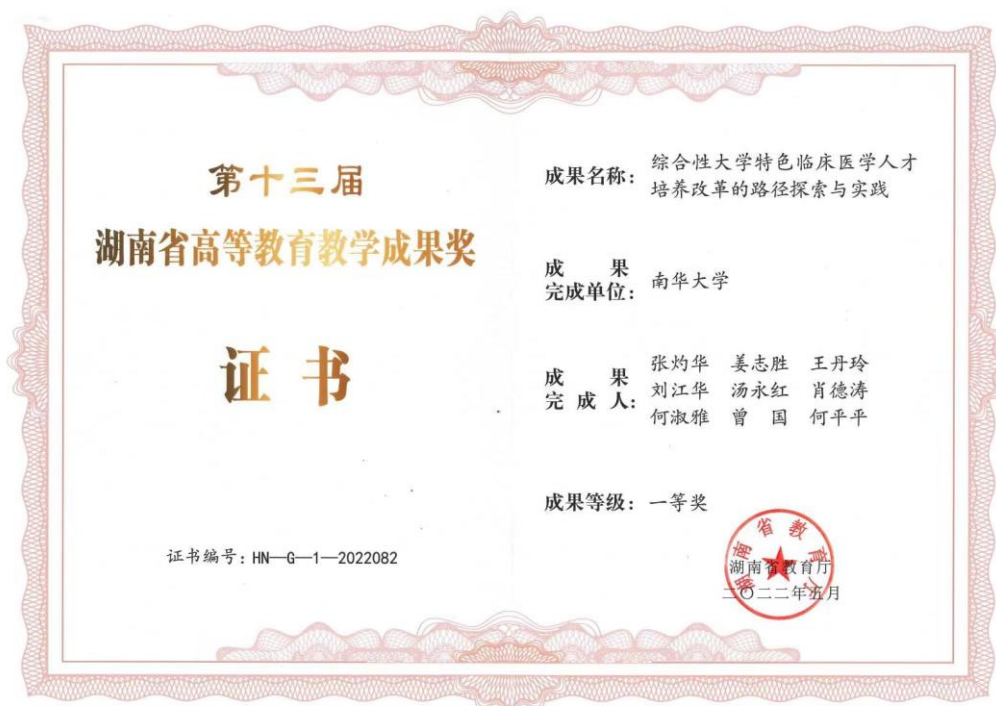 第十三届
湖南省高等教育教学成果奖
证书
证书编号：HN—G—1—2022082
成果名称：综合性大学特色临床医学人才
培养改革的路径探索与实践
成果
完成单位：南华大学
成果
完成人：
张灼华 姜志胜 王丹玲
刘江华 汤永红 肖德涛
何淑雅 曾国 何平平
成果等级：一等奖
湖南省教育厅
湖南省教育厅
二〇二二年五月